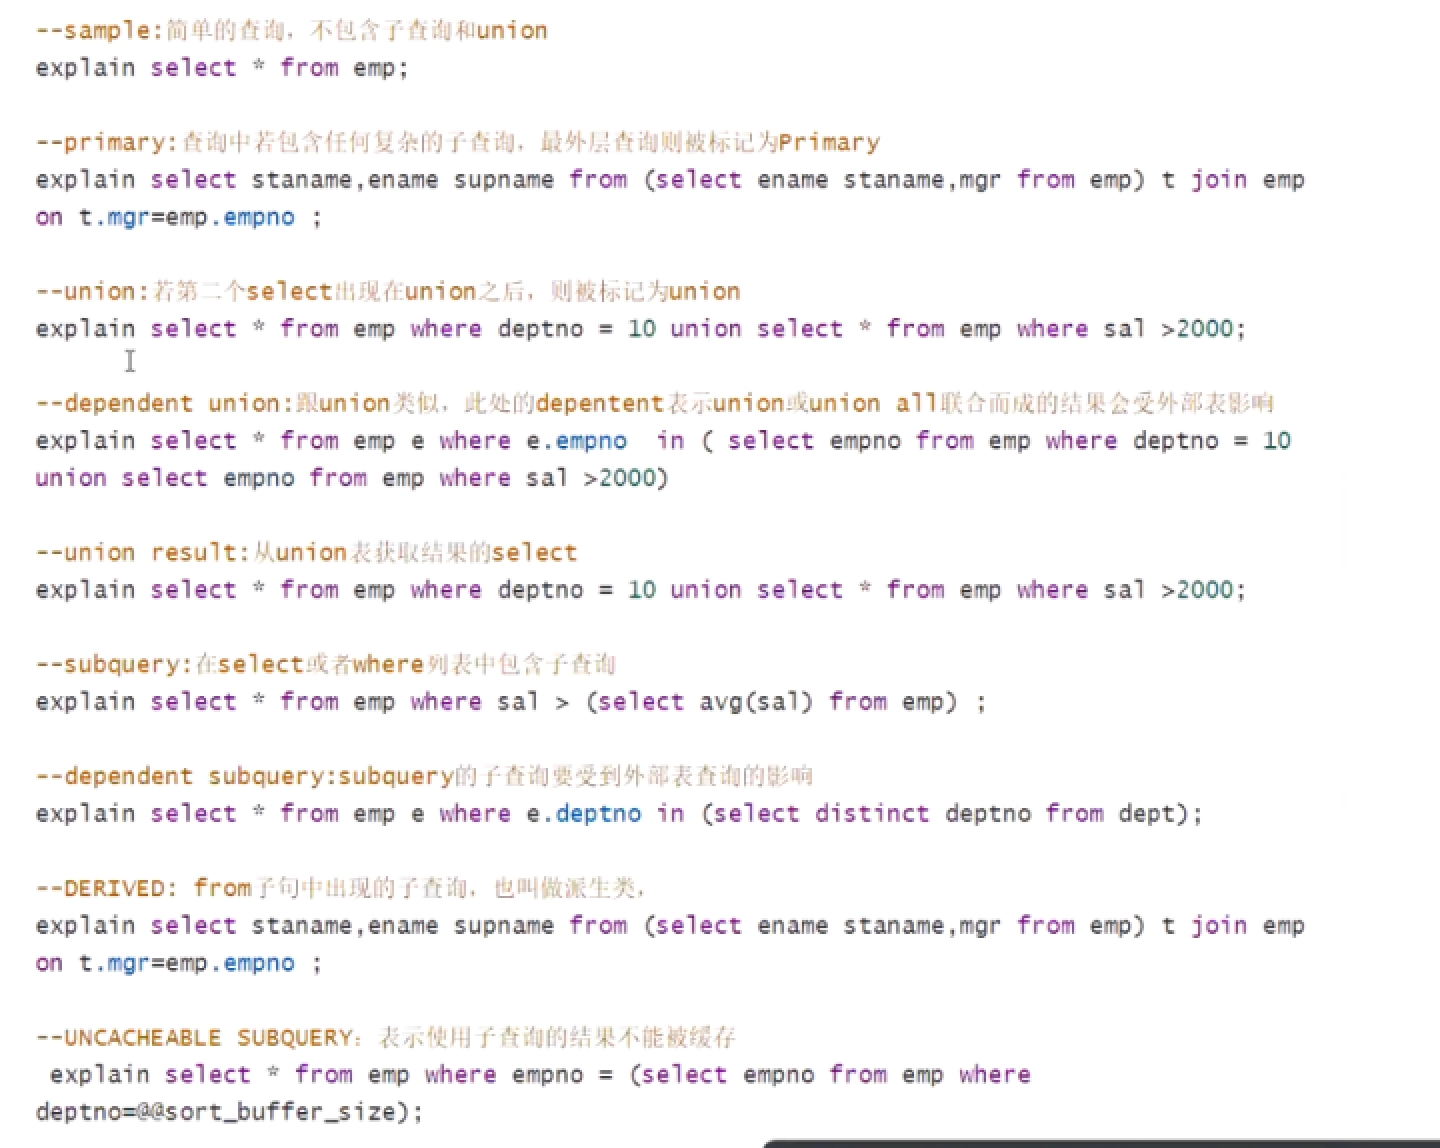 --sample:简单的查询，不包含子查询和union
explain select * from emp;
--primary:查询中若包含任何复杂的子查询，最外层查询则被标记为Primary
explain select staname,ename supname from (select ename staname,mgr from emp) t join emp
on t.mgr=emp.empno ;
--union:若第二个select出现在union之后，则被标记为union
explain select * from emp where deptno = 10 union select * from emp where sal >2000;
--dependent union:跟union类似，此处的depentent表示union或union all联合而成的结果会受外部表影响
explain select * from emp e where e.empno  in ( select empno from emp where deptno = 10
union select empno from emp where sal >2000)
--union result:从union表获取结果的select
explain select * from emp where deptno = 10 union select * from emp where sal >2000;
--subquery:在select或者where列表中包含子查询
explain select * from emp where sal > (select avg(sal) from emp) ;
--dependent subquery:subquery的子查询要受到外部表查询的影响
explain select * from emp e where e.deptno in (select distinct deptno from dept);
--DERIVED: from子句中出现的子查询，也叫做派生类，
explain select staname,ename supname from (select ename staname,mgr from emp) t join emp
on t.mgr=emp.empno ;
--UNCACHEABLE SUBQUERY：表示使用子查询的结果不能被缓存
explain select * from emp where empno = (select empno from emp where
deptno=@@sort_buffer_size);